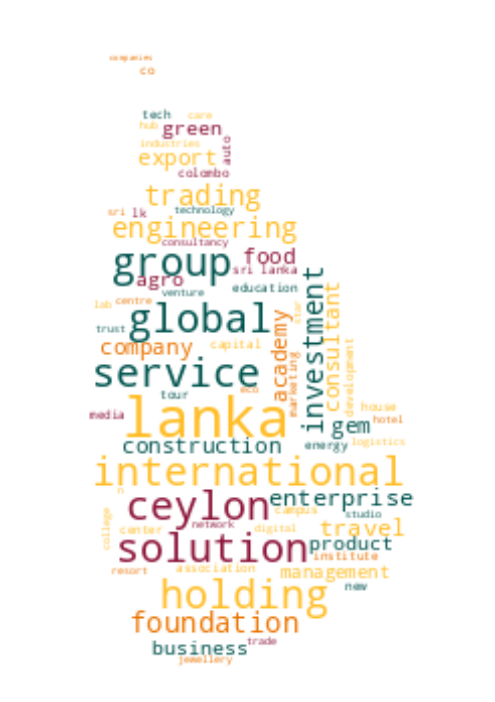 companies
co
tech care
hub green
industries auto
export
colombo
trading
sri lk technology
engineering
consultancy
group food
agro sri lanka
venture education investment
lab centre consultant
global star
trust academy
company capital marketing development
service
tour eco
lanka house
media gem hotel
construction energy logistics
international
n
ceylon enterprise
campus studio
college center network digital travel
solution product
institute
resort association management
new
holding
foundation
business trade
jewellery